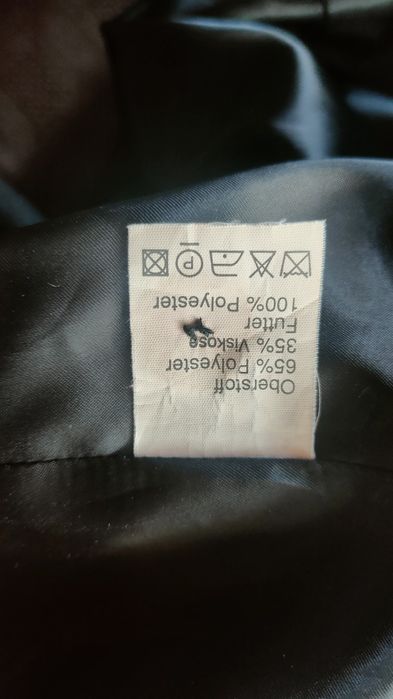 Oberstoff
65% Polyester
35% Viskose
Futter
100% Polyester
P